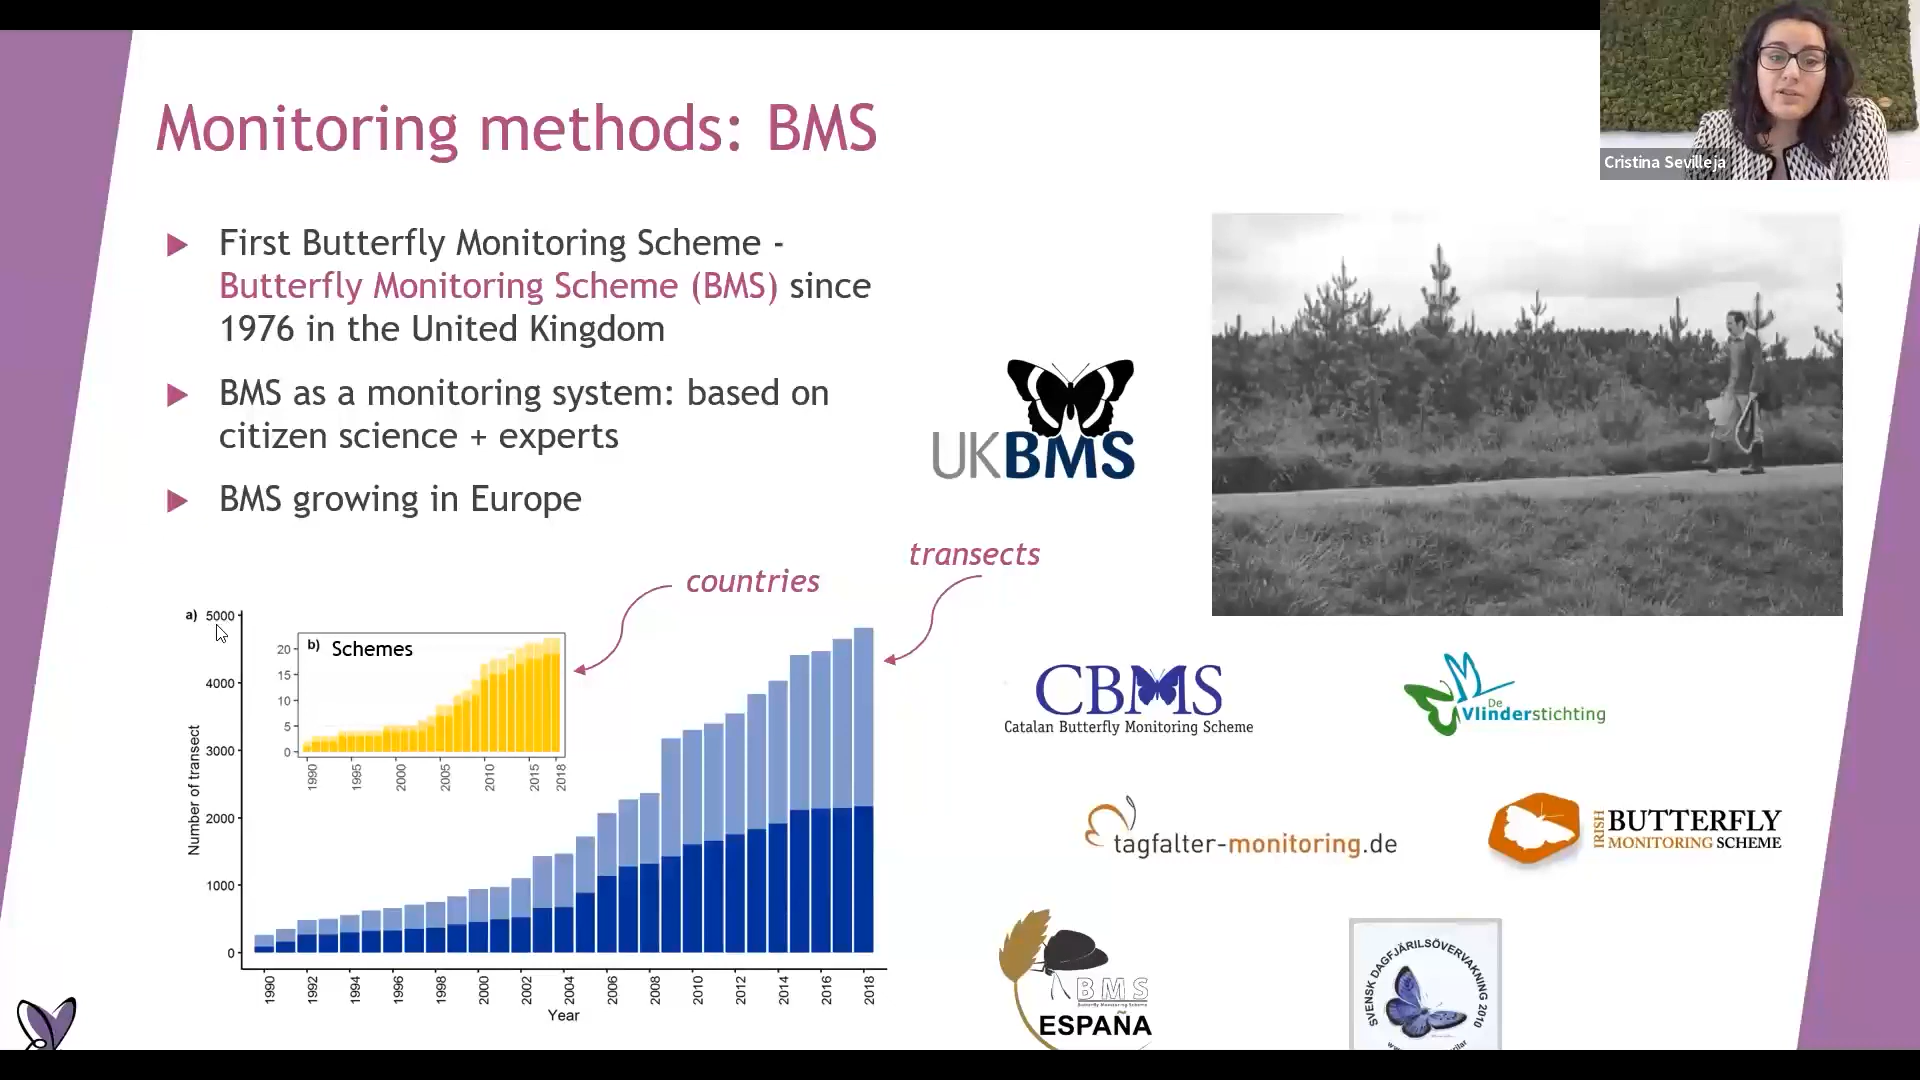 Cristina Sevilleja
Monitoring methods: BMS
First Butterfly Monitoring Scheme -
Butterfly Monitoring Scheme (BMS) since
1976 in the United Kingdom
BMS as a monitoring system: based on
citizen science + experts
BMS growing in Europe
UKBMS
transects
countries
a)
5000
4000
3000
2000
1000
0
Number of transect
b) Schemes
20
15
10
5
0
1990
1995
2000
2005
2010
2015
2018
1990
1992
1994
1996
1998
2000
2002
2004
2006
2008
2010
2012
2014
2016
2018
Year
CBMS
Catalan Butterfly Monitoring Scheme
De
Vlinderstichting
tagfalter-monitoring.de
IRISH
BUTTERFLY
MONITORING SCHEME
BMS
Butterfly Monitoring Scheme
ESPAÑA
SVENSK DAGFJÄRILSÖVERVAKNING 2010